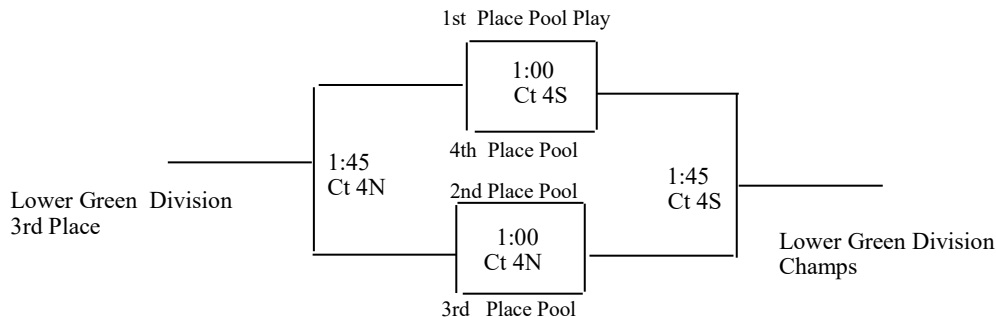 1st Place Pool Play
1:00
Ct 4S
4th Place Pool
1:45
Ct 4N
Lower Green Division
3rd Place
2nd Place Pool
1:00
Ct 4N
3rd Place Pool
1:45
Ct 4S
Lower Green Division
Champs